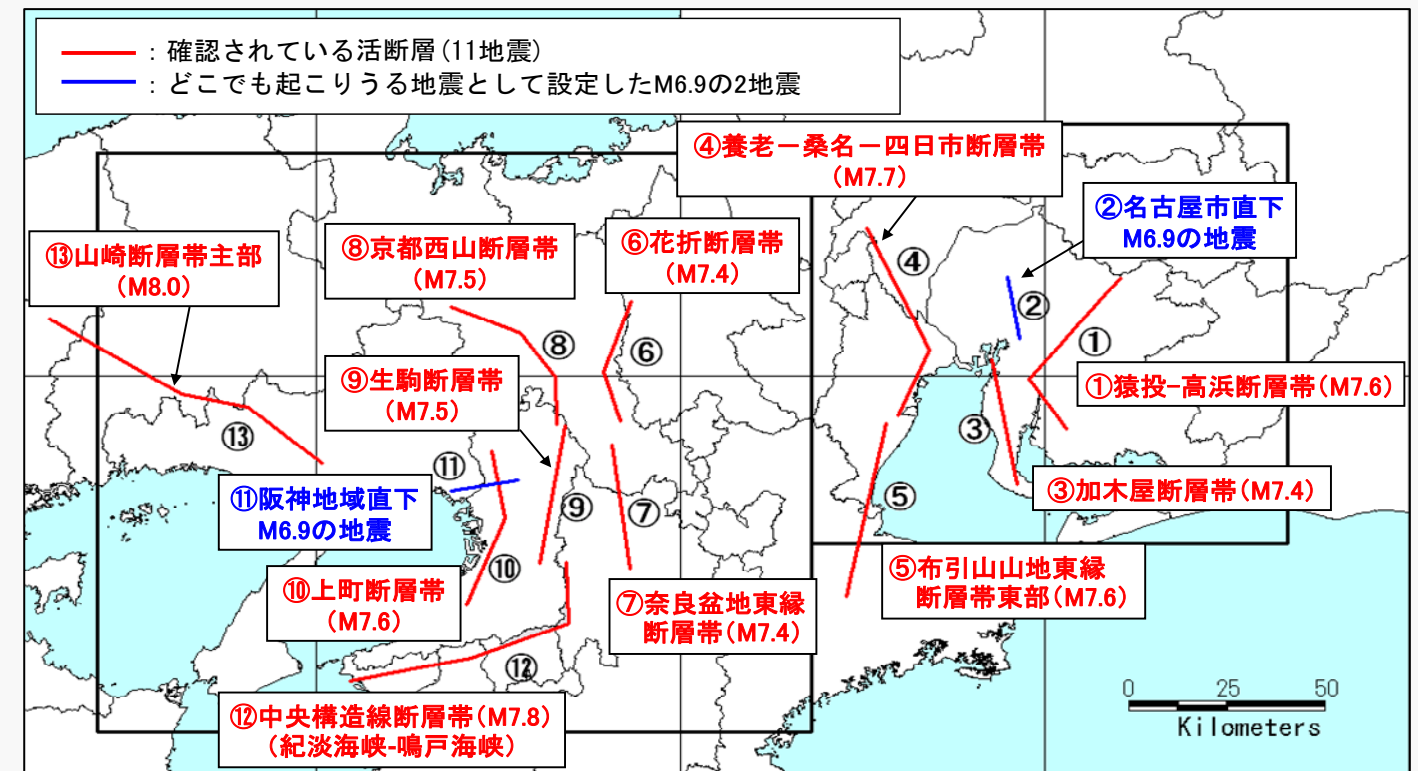 ：確認されている活断層(11地震)
：どこでも起こりうる地震として設定したM6.9の2地震
④養老－桑名－四日市断層帯
(M7.7)
②名古屋市直下
M6.9の地震
⑬山崎断層帯主部
(M8.0)
⑧京都西山断層帯
(M7.5)
⑥花折断層帯
(M7.4)
④
②
①
⑧
⑥
⑨生駒断層帯
(M7.5)
①猿投-高浜断層帯(M7.6)
⑬
③
⑪
⑪阪神地域直下
M6.9の地震
⑨
⑦
⑤
③加木屋断層帯(M7.4)
⑩
⑩上町断層帯
(M7.6)
⑦奈良盆地東縁
断層帯(M7.4)
⑤布引山山地東縁
断層帯東部(M7.6)
⑫
⑫中央構造線断層帯(M7.8)
(紀淡海峡-鳴戸海峡)
0 25 50
Kilometers